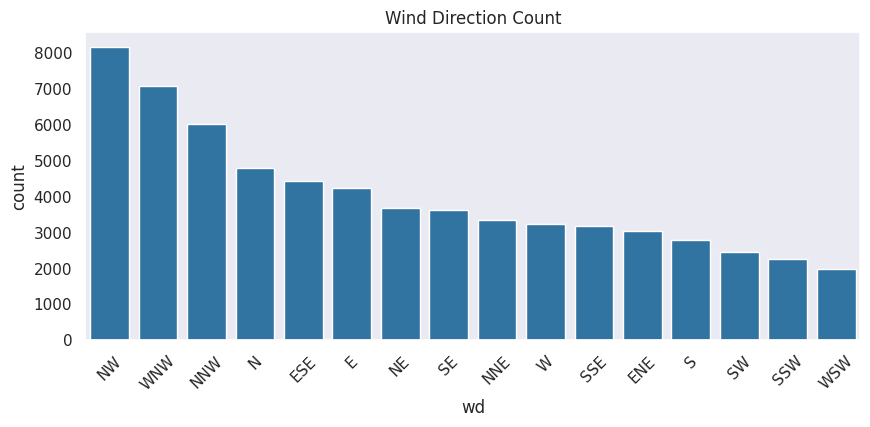 Wind Direction Count
8000
7000
6000
5000
4000
3000
2000
1000
0
count
NW WNW NNW N ESE E NE SE NNE W SSE ENE S SW SSW WSW
wd